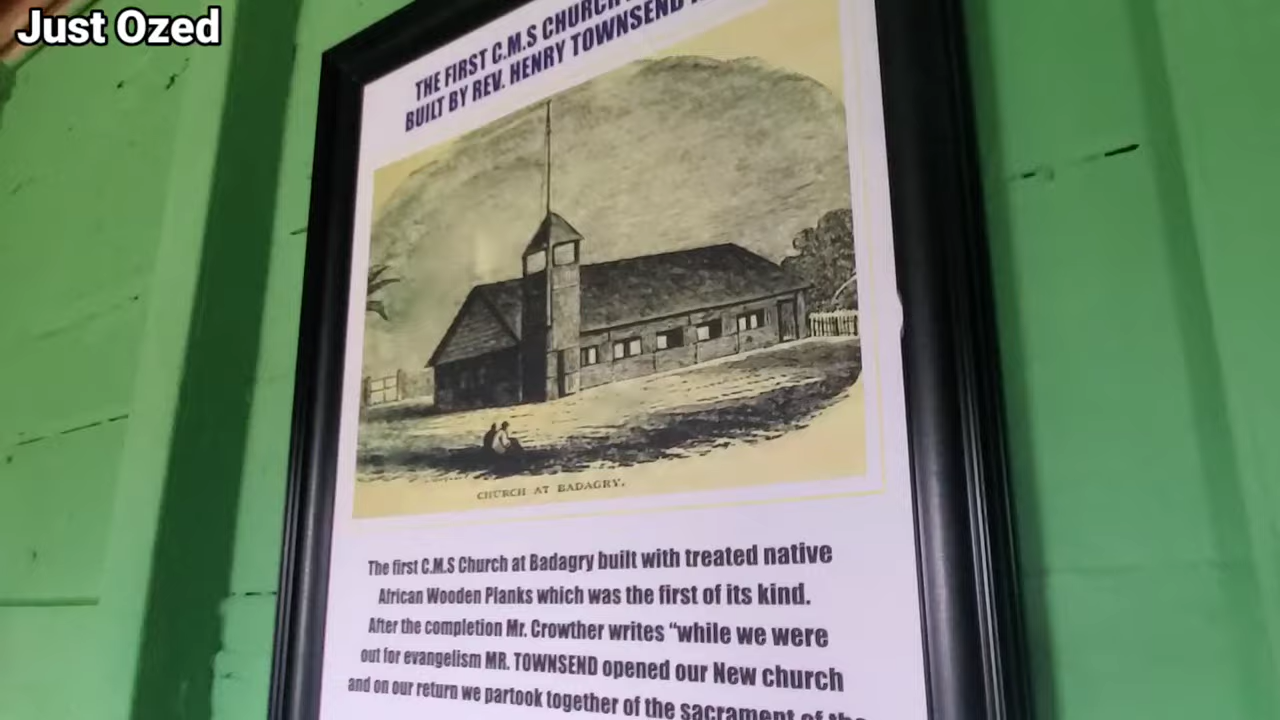 Just Ozed
THE FIRST C.M.S CHURCH
BUILT BY REV. HENRY TOWNSEND
CHURCH AT BADAGRY.
The first C.M.S Church at Badagry built with treated native
African Wooden Planks which was the first of its kind.
After the completion Mr. Crowther writes “while we were
out for evangelism MR. TOWNSEND opened our New church
and on our return we partook together of the sacrament of the